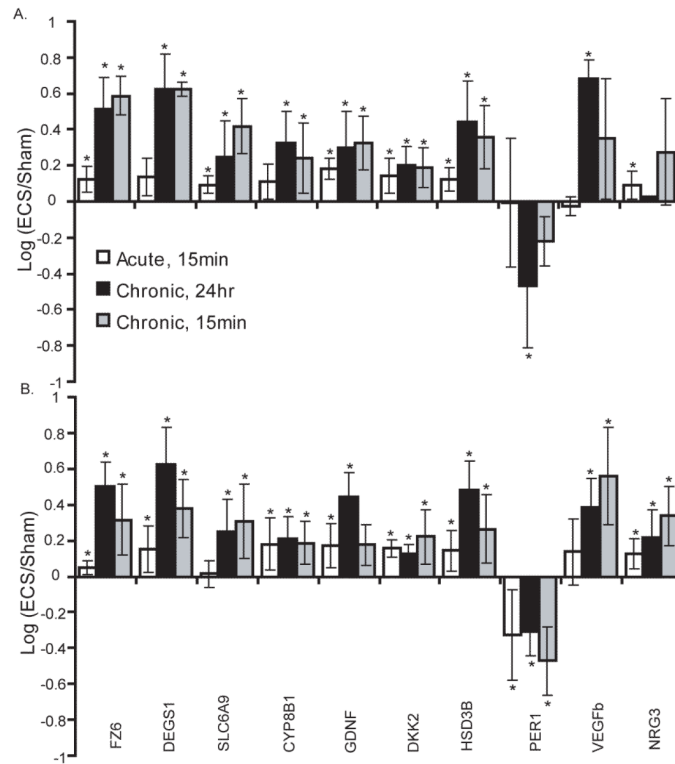 A.
1
0.8
0.6
0.4
0.2
0
-0.2
-0.4
-0.6
-0.8
-1
Log (ECS/Sham)
* * * * * * * * * * * * * * * * * * * * * *
Acute, 15min
Chronic, 24hr
Chronic, 15min
*
B.
1
0.8
0.6
0.4
0.2
0
-0.2
-0.4
-0.6
-0.8
-1
Log (ECS/Sham)
* * * * * * * * * * * * * * * * * * * * * * * *
* * *
FZ6
DEGS1
SLC6A9
CYP8B1
GDNF
DKK2
HSD3B
PER1
VEGFb
NRG3